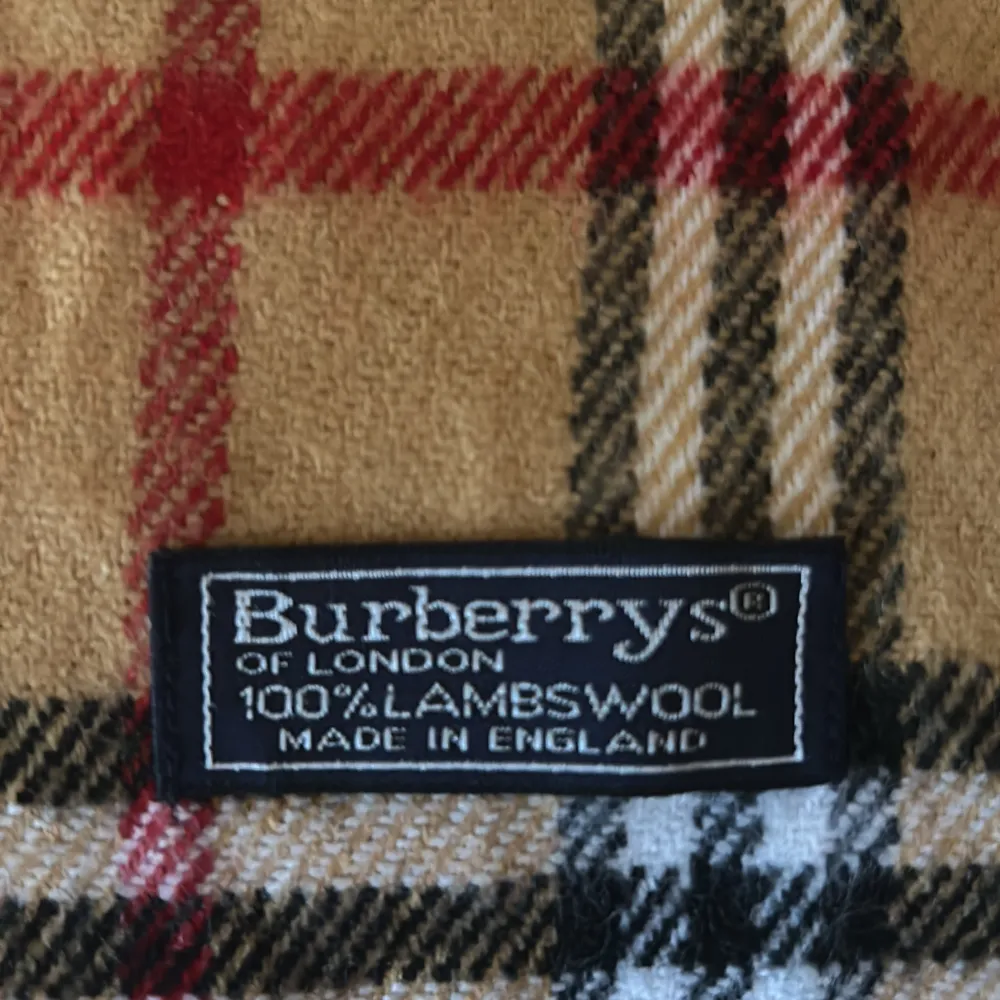 Burberrys®
OF LONDON
100% LAMBSWOOL
MADE IN ENGLAND